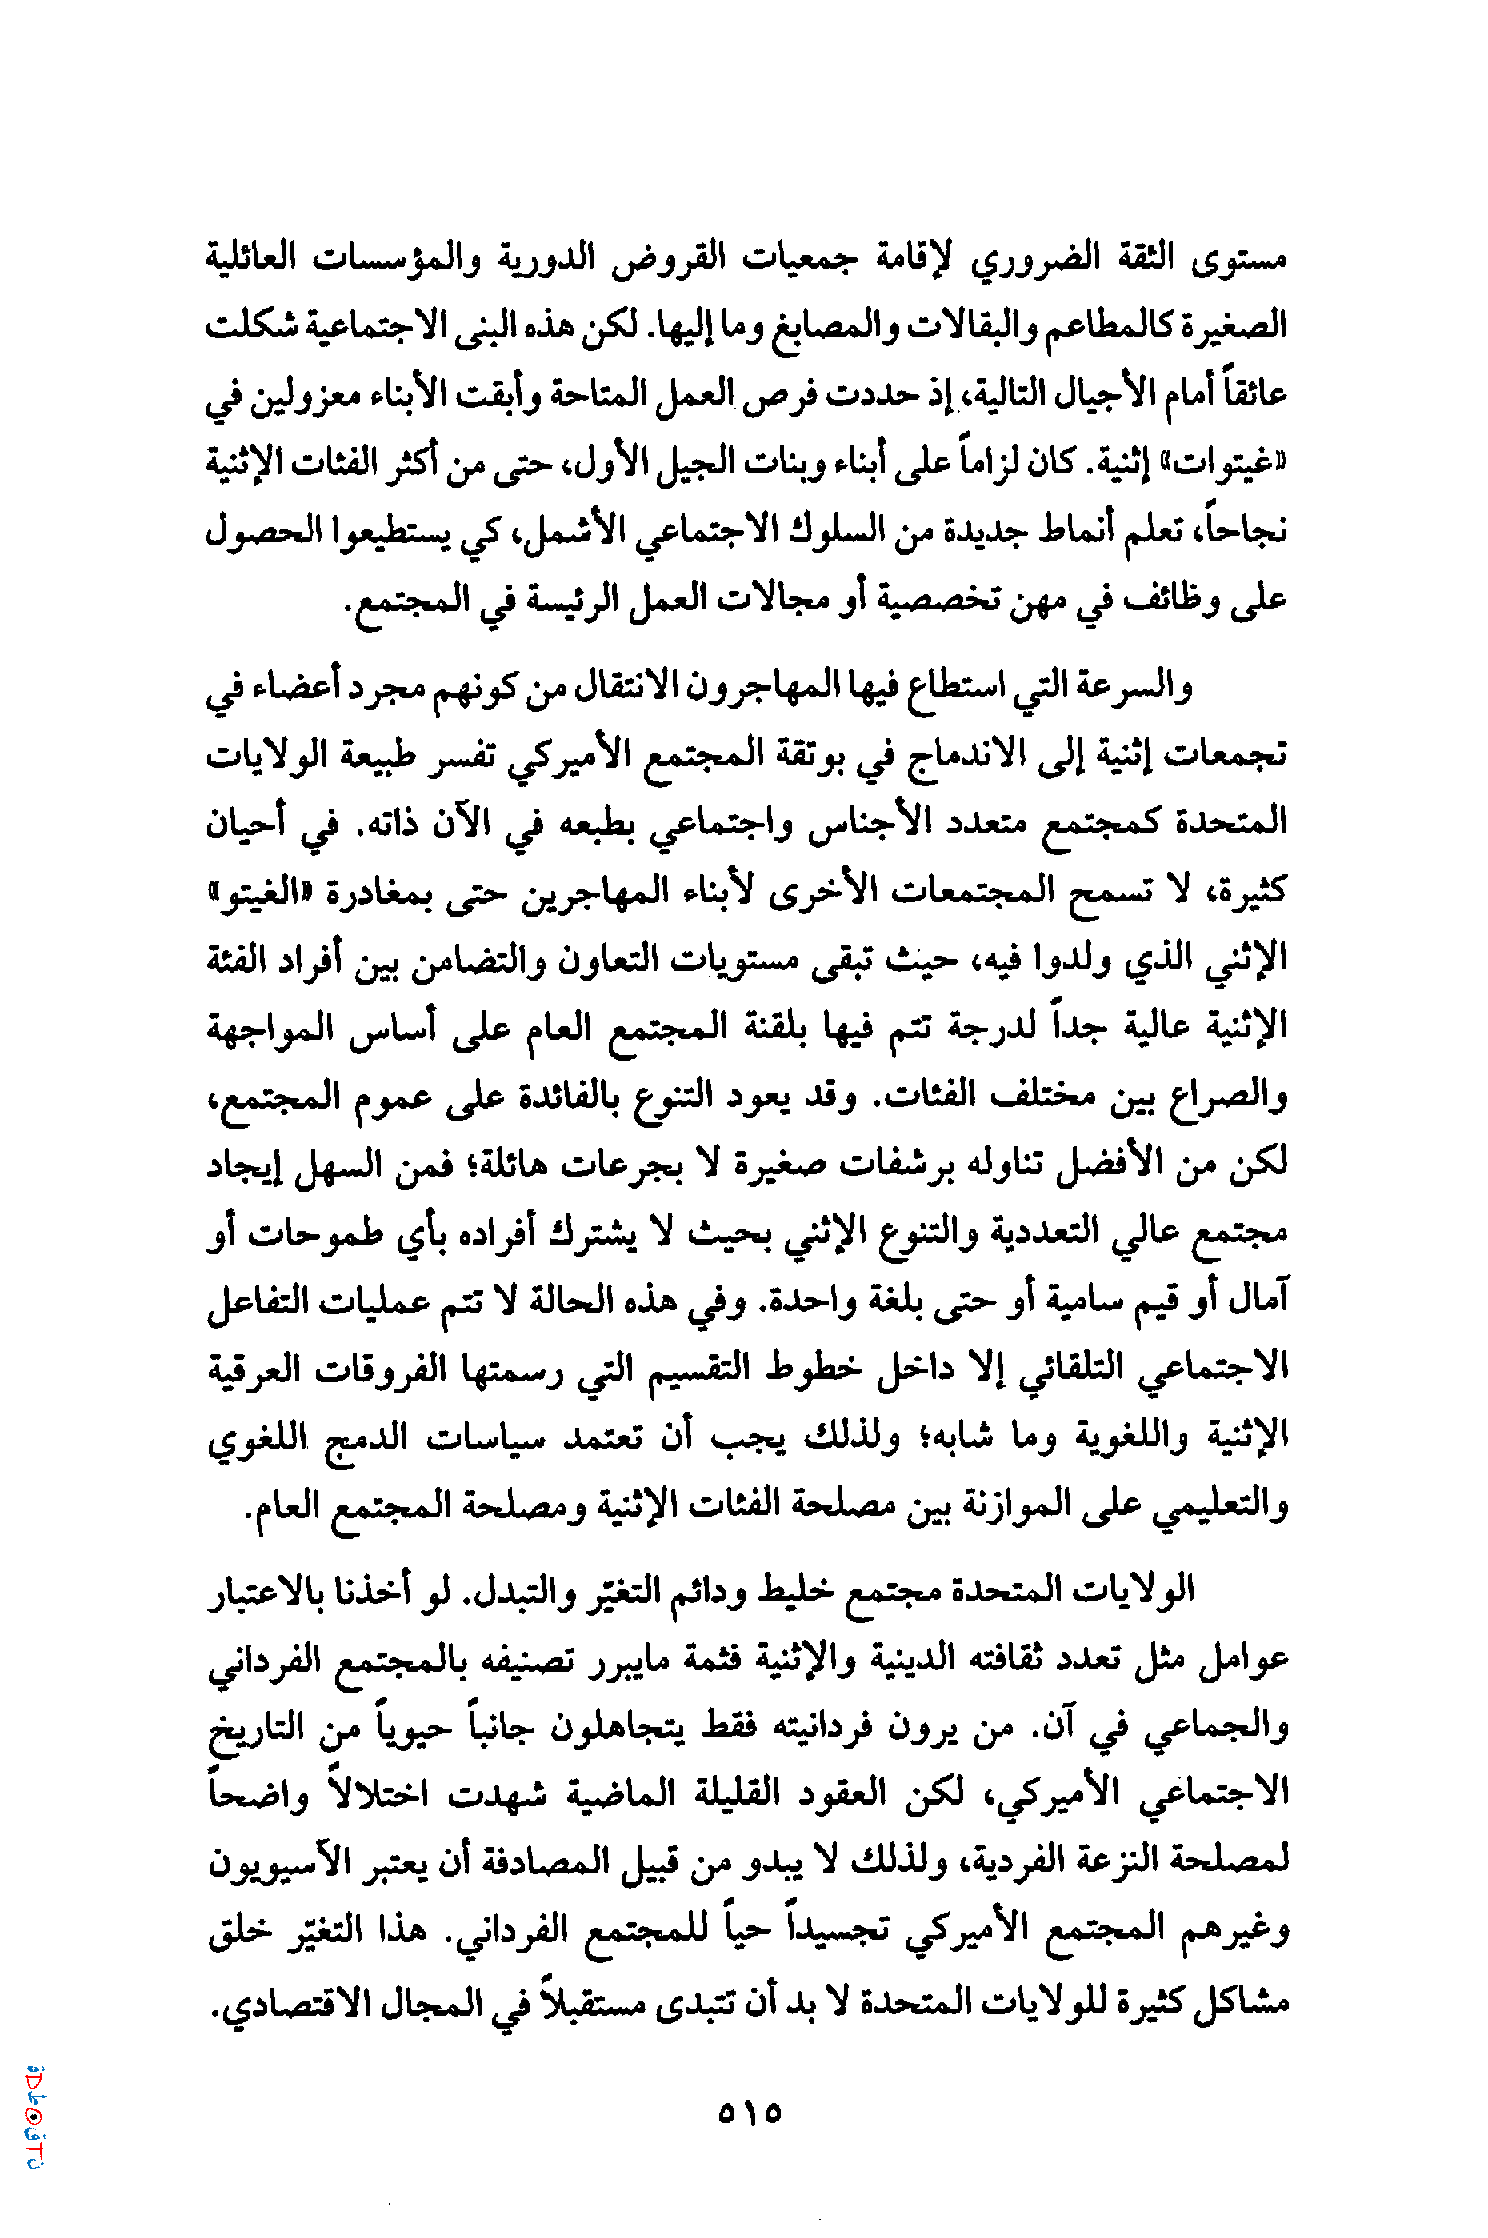 مستوى الثقة الضروري لإقامة جمعيات القروض الدورية والمؤسسات العائلية
الصغيرة كالمطاعم والبقالات والمصابغ وما إليها. لكن هذه البنى الاجتماعية شكلت
عائقاً أمام الأجيال التالية، إذ حددت فرص العمل المتاحة وأبقت الأبناء معزولين في
«غيتوات» إثنية. كان لزاماً على أبناء وبنات الجيل الأول، حتى من أكثر الفئات الإثنية
نجاحاً، تعلم أنماط جديدة من السلوك الاجتماعي الأشمل، كي يستطيعوا الحصول
على وظائف في مهن تخصصية أو مجالات العمل الرئيسة في المجتمع.
والسرعة التي استطاع فيها المهاجرون الانتقال من كونهم مجرد أعضاء في
تجمعات إثنية إلى الاندماج في بوتقة المجتمع الأميركي تفسر طبيعة الولايات
المتحدة كمجتمع متعدد الأجناس واجتماعي بطبعه في الآن ذاته. في أحيان
كثيرة، لا تسمح المجتمعات الأخرى لأبناء المهاجرين حتى بمغادرة «الغيتو»
الإثني الذي ولدوا فيه، حيث تبقى مستويات التعاون والتضامن بين أفراد الفئة
الإثنية عالية جداً لدرجة تتم فيها بلقنة المجتمع العام على أساس المواجهة
والصراع بين مختلف الفئات. وقد يعود التنوع بالفائدة على عموم المجتمع،
لكن من الأفضل تناوله برشفات صغيرة لا بجرعات هائلة؛ فمن السهل إيجاد
مجتمع عالي التعددية والتنوع الإثني بحيث لا يشترك أفراده بأي طموحات أو
آمال أو قيم سامية أو حتى بلغة واحدة. وفي هذه الحالة لا تتم عمليات التفاعل
الاجتماعي التلقائي إلا داخل خطوط التقسيم التي رسمتها الفروقات العرقية
الإثنية واللغوية وما شابه؛ ولذلك يجب أن تعتمد سياسات الدمج اللغوي
والتعليمي على الموازنة بين مصلحة الفئات الإثنية ومصلحة المجتمع العام.
الولايات المتحدة مجتمع خليط ودائم التغيّر والتبدل. لو أخذنا بالاعتبار
عوامل مثل تعدد ثقافته الدينية والإثنية فثمة مايبرر تصنيفه بالمجتمع الفرداني
والجماعي في آن. من يرون فردانيته فقط يتجاهلون جانباً حيوياً من التاريخ
الاجتماعي الأميركي، لكن العقود القليلة الماضية شهدت اختلالاً واضحاً
لمصلحة النزعة الفردية، ولذلك لا يبدو من قبيل المصادفة أن يعتبر الآسيويون
وغيرهم المجتمع الأميركي تجسيداً حياً للمجتمع الفرداني. هذا التغيّر خلق
مشاكل كثيرة للولايات المتحدة لا بد أن تتبدى مستقبلاً في المجال الاقتصادي.
٥١٥